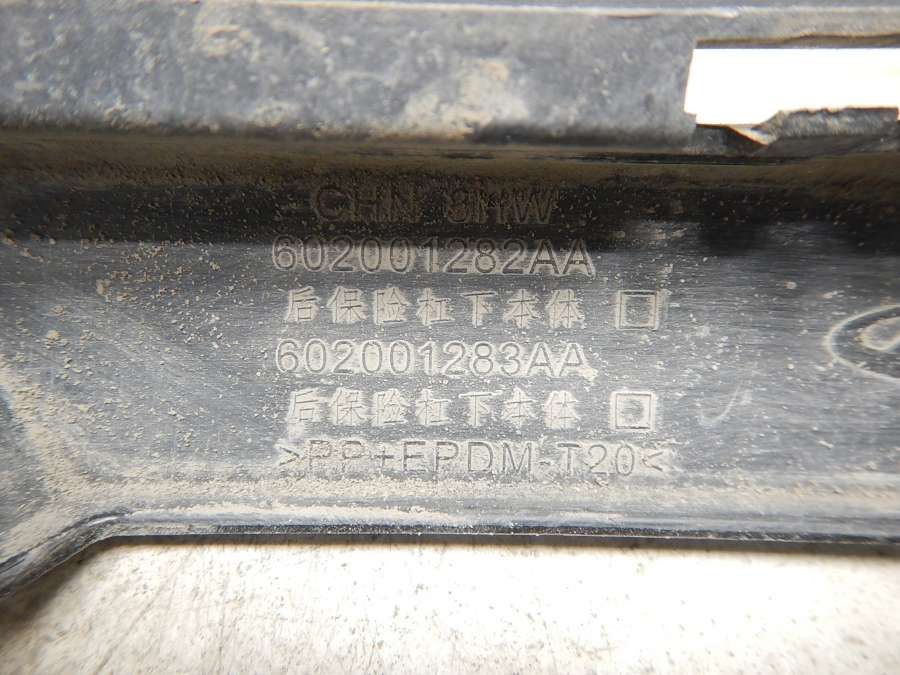 CHN 8HW
602001282AA
后保险杠下本体 □
602001283AA
后保险杠下本体 □
>PP+EPDM-T20<